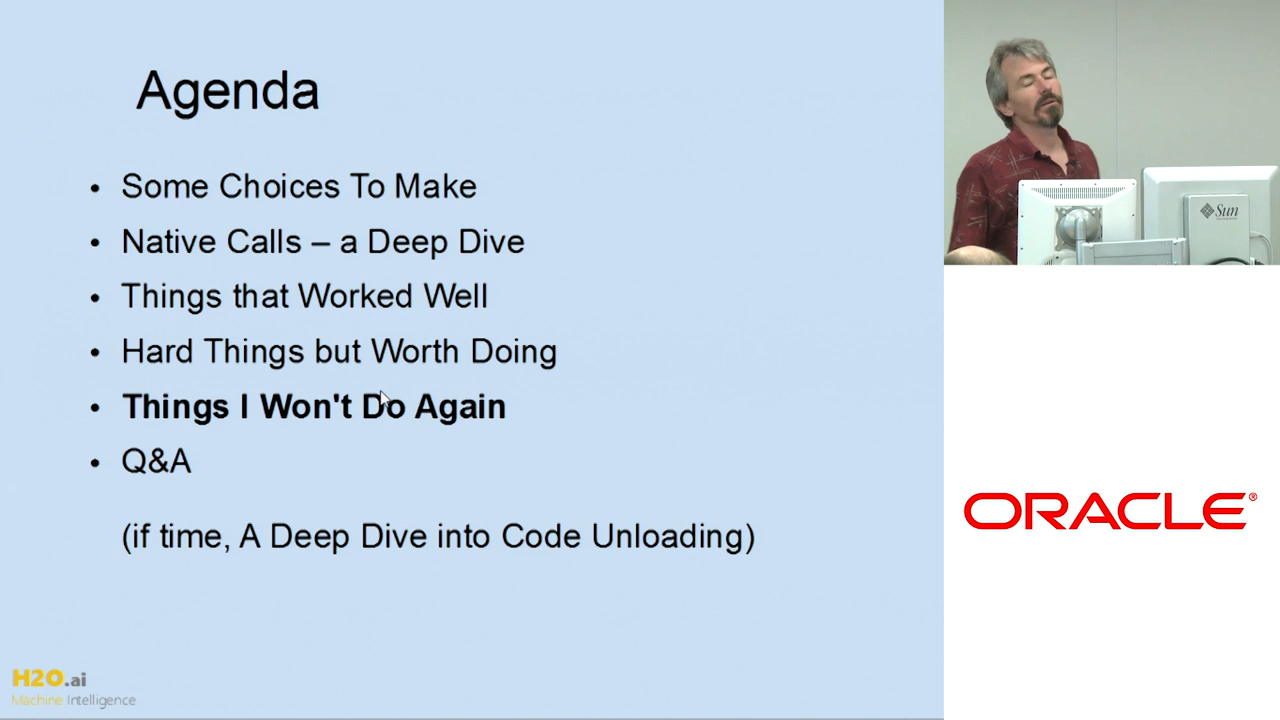 Agenda
• Some Choices To Make
• Native Calls – a Deep Dive
• Things that Worked Well
• Hard Things but Worth Doing
• Things I Won't Do Again
• Q&A
(if time, A Deep Dive into Code Unloading)
H2O.ai
Machine Intelligence
Sun
ORACLE®